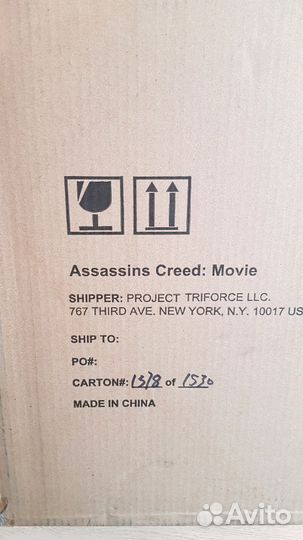 Assassins Creed: Movie
SHIPPER: PROJECT TRIFORCE LLC.
767 THIRD AVE. NEW YORK, N.Y. 10017 US
SHIP TO:
PO#:
CARTON#: 1318 of 1530
MADE IN CHINA
Avito